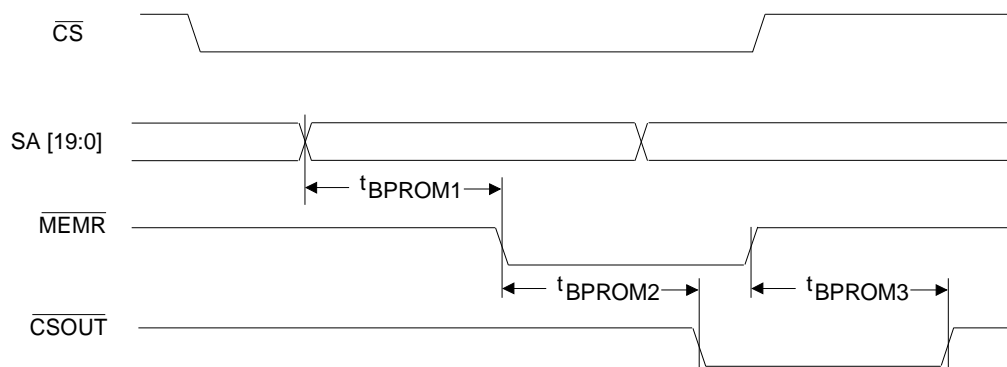 CS
SA [19:0]
tBPROM1
MEMR
tBPROM2
tBPROM3
CSOUT